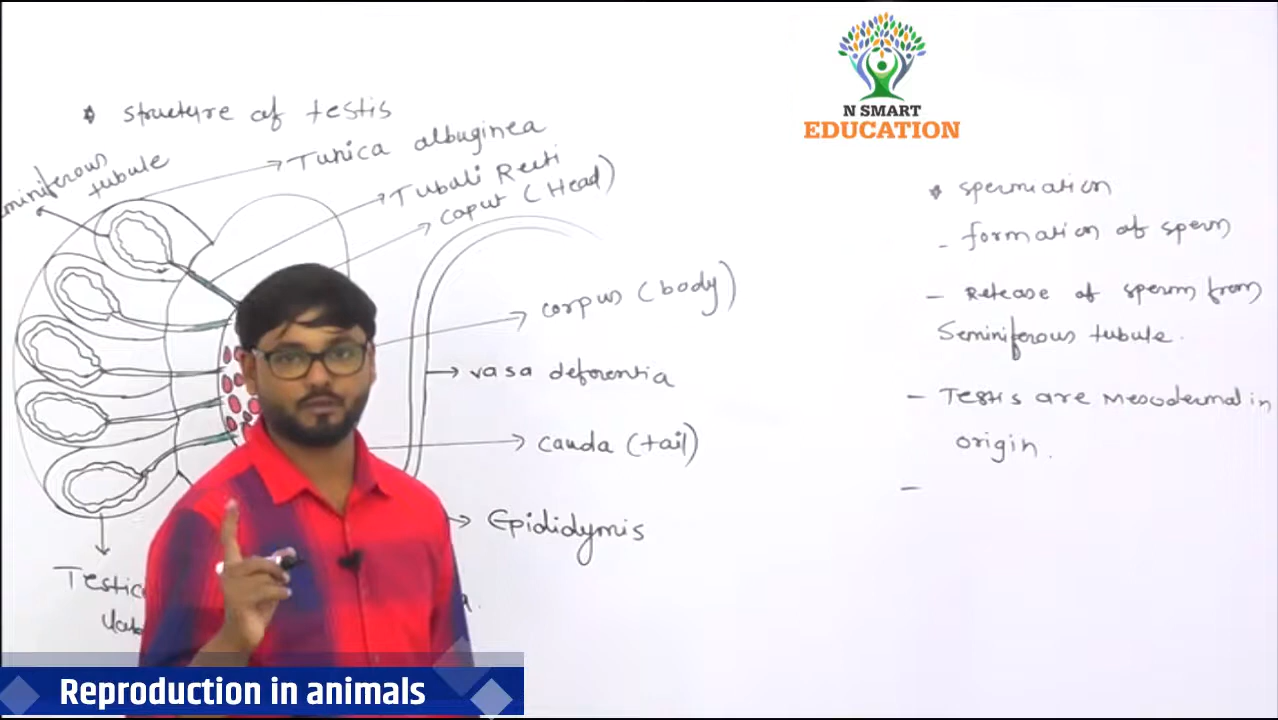 N SMART
EDUCATION
structure of testis
tubule
Tunica albuginea
Tubuli Recti
caput (Head)
corpus (body)
vasa deferentia
cauda (tail)
Epididymis
spermiation
- formation of sperm
- Release of sperm from
Seminiferous tubule.
- Testis are Mesodermal in
origin.
-
Reproduction in animals